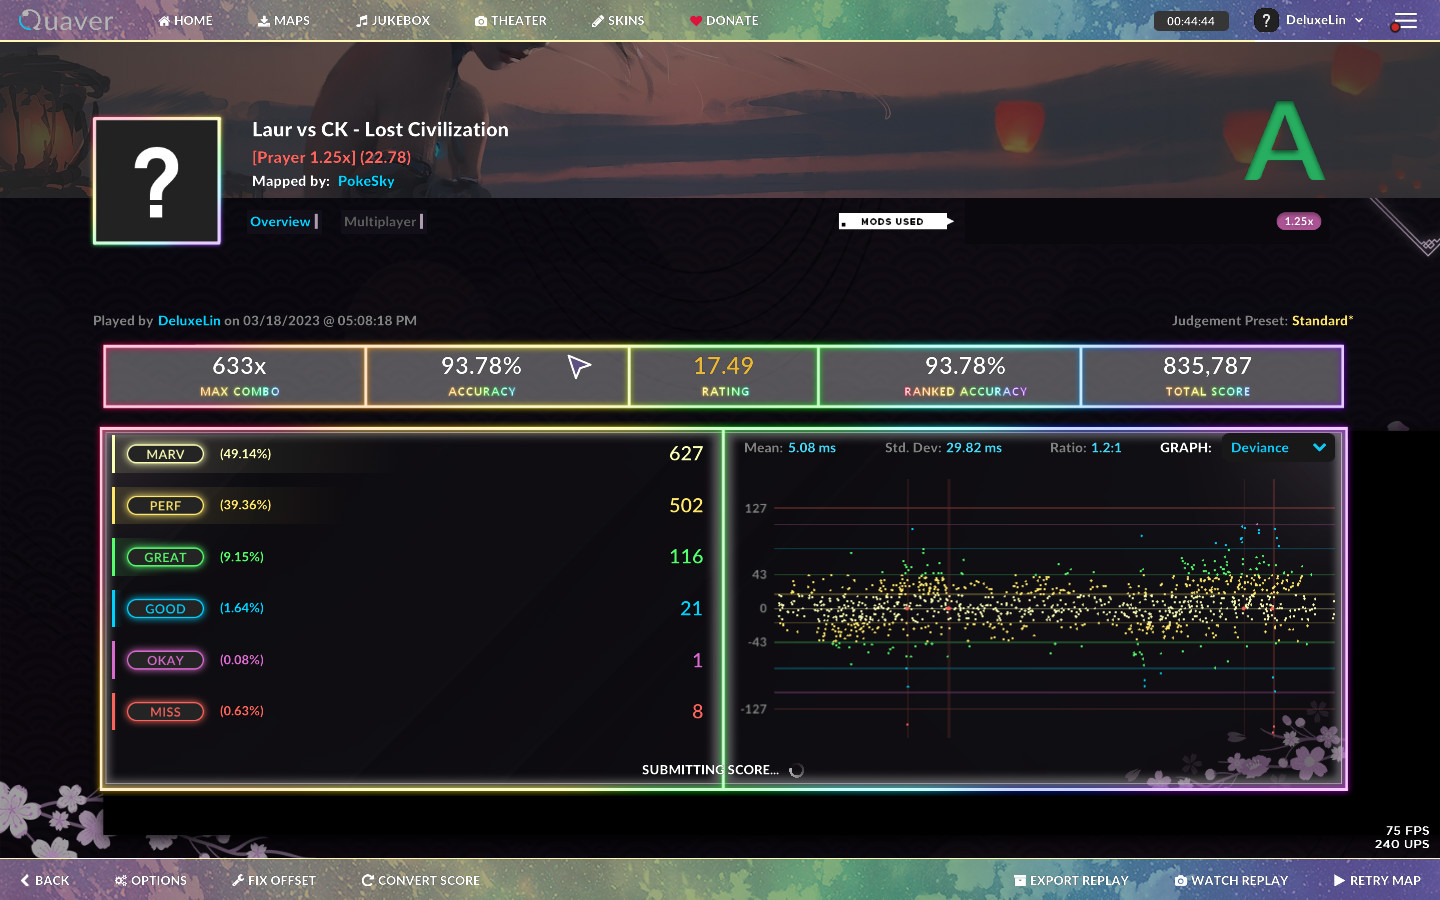 Quaver HOME MAPS JUKEBOX THEATER SKINS DONATE 00:44:44 ? DeluxeLin
?
Laur vs CK - Lost Civilization
[Prayer 1.25x] (22.78)
Mapped by: PokeSky
A
Overview Multiplayer MODS USED 1.25x
Played by DeluxeLin on 03/18/2023 @ 05:08:18 PM Judgement Preset: Standard*
633x 93.78% 17.49 93.78% 835,787
MAX COMBO ACCURACY RATING RANKED ACCURACY TOTAL SCORE
MARV (49.14%) 627
PERF (39.36%) 502
GREAT (9.15%) 116
GOOD (1.64%) 21
OKAY (0.08%) 1
MISS (0.63%) 8
Mean: 5.08 ms Std. Dev: 29.82 ms Ratio: 1.2:1 GRAPH: Deviance
127
43
0
-43
-127
SUBMITTING SCORE...
75 FPS
240 UPS
BACK OPTIONS FIX OFFSET CONVERT SCORE EXPORT REPLAY WATCH REPLAY RETRY MAP